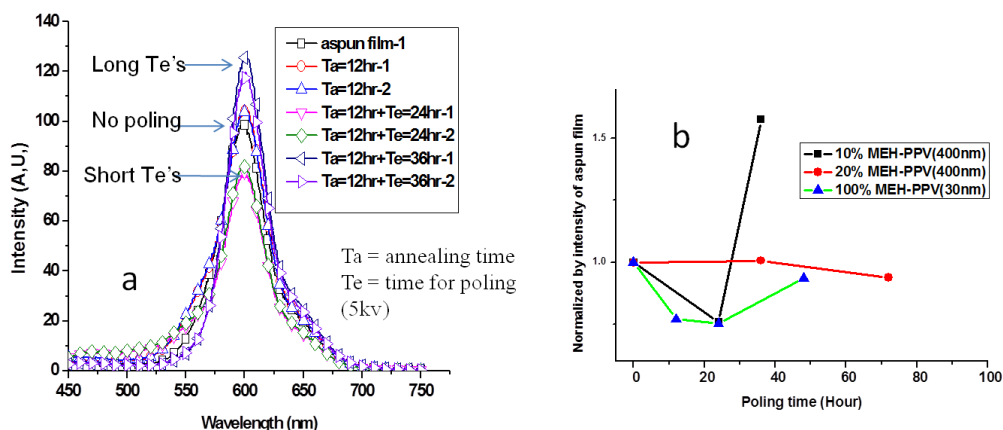 140
120
100
80
60
40
20
0
Intensity (A,U,)
450
500
550
600
650
700
750
Wavelength (nm)
Long Te's
No poling
Short Te's
a
aspun film-1
Ta=12hr-1
Ta=12hr-2
Ta=12hr+Te=24hr-1
Ta=12hr+Te=24hr-2
Ta=12hr+Te=36hr-1
Ta=12hr+Te=36hr-2
Ta = annealing time
Te = time for poling
(5kv)
b
Normalized by intensity of aspun film
1.5
1.0
0
20
40
60
80
100
Poling time (Hour)
10% MEH-PPV(400nm)
20% MEH-PPV(400nm)
100% MEH-PPV(30nm)